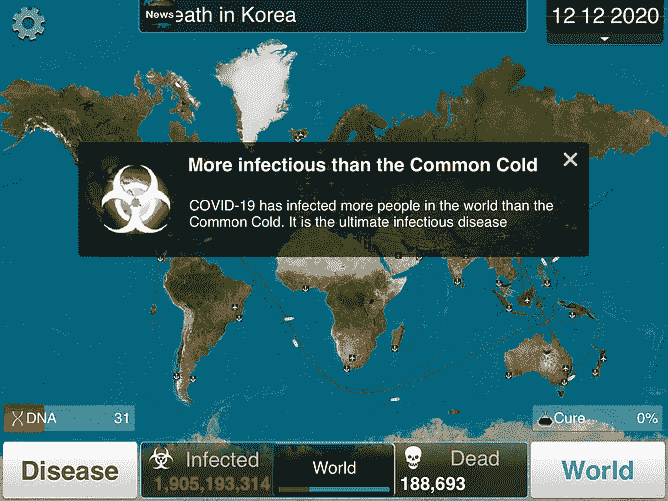 News eath in Korea
12 12 2020
More infectious than the Common Cold
COVID-19 has infected more people in the world than the
Common Cold. It is the ultimate infectious disease
DNA 31
Cure 0%
Disease
Infected
1,905,193,314
World
Dead
188,693
World